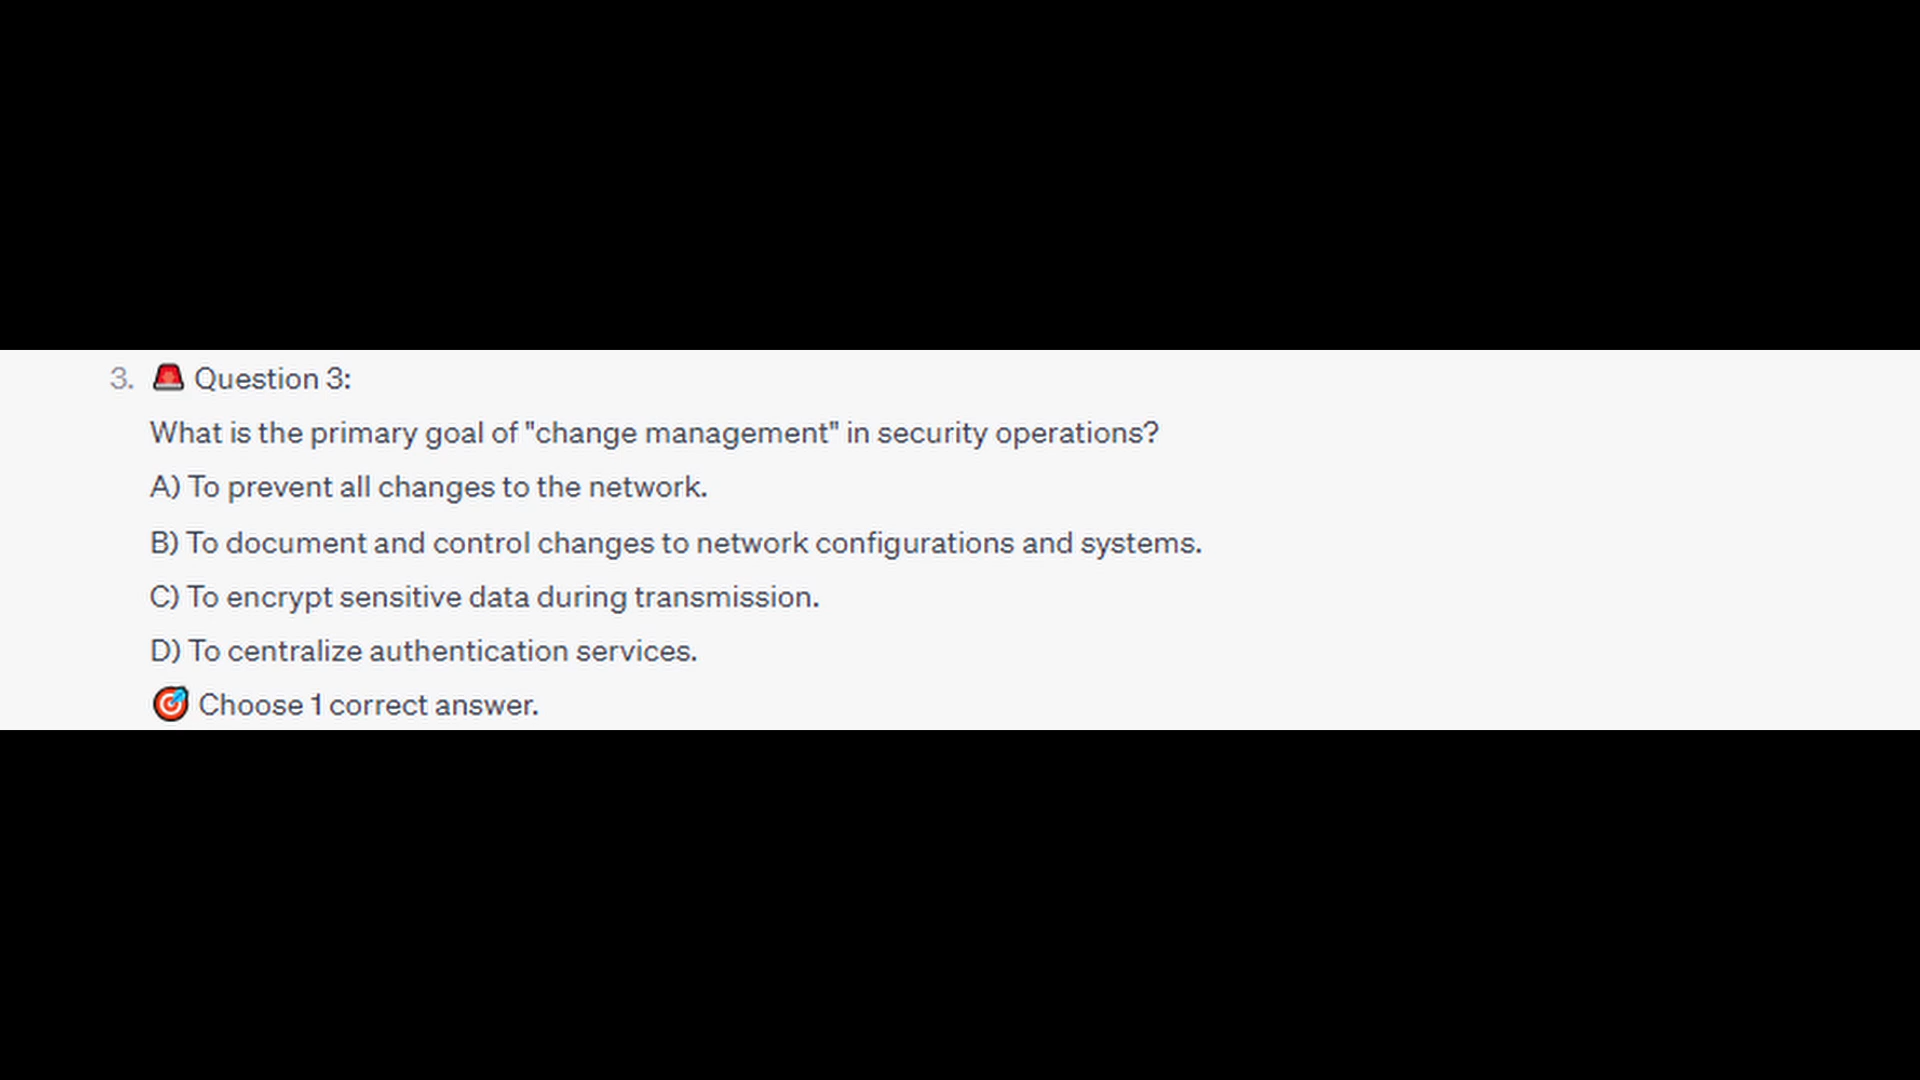 3. 🚨 Question 3:
What is the primary goal of "change management" in security operations?
A) To prevent all changes to the network.
B) To document and control changes to network configurations and systems.
C) To encrypt sensitive data during transmission.
D) To centralize authentication services.
🎯 Choose 1 correct answer.